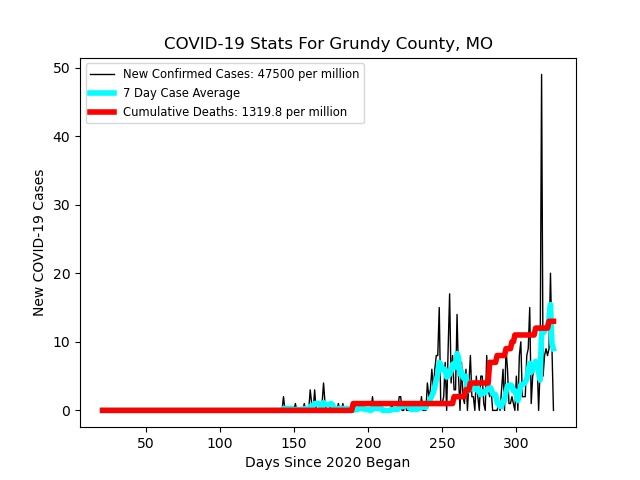 COVID-19 Stats For Grundy County, MO
New Confirmed Cases: 47500 per million
7 Day Case Average
Cumulative Deaths: 1319.8 per million
New COVID-19 Cases
50
40
30
20
10
0
50 100 150 200 250 300
Days Since 2020 Began